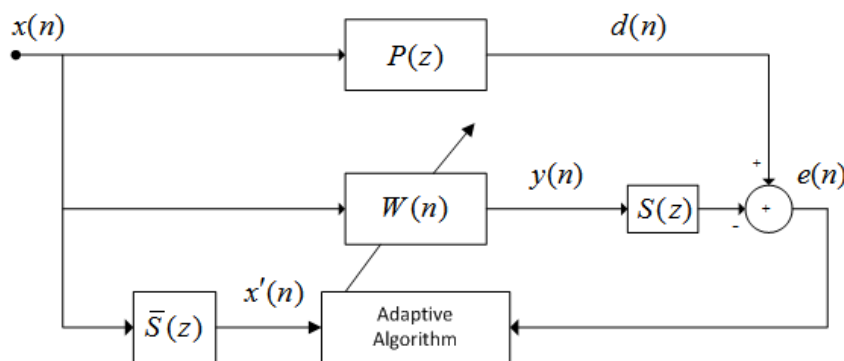 x(n)
P(z)
d(n)
+
e(n)
+
-
W(n)
y(n)
S(z)
S̄(z)
x'(n)
Adaptive
Algorithm